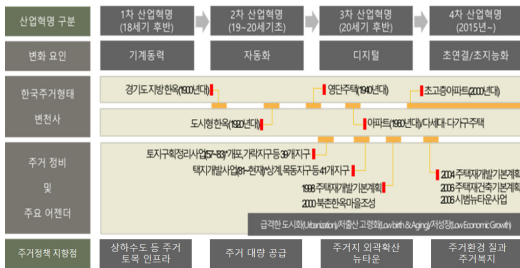 산업혁명 구분
1차 산업혁명
(18세기 후반)
2차 산업혁명
(19~20세기초)
3차 산업혁명
(20세기 후반)
4차 산업혁명
(2015년~)
변화 요인
기계동력
자동화
디지털
초연결/초지능화
한국주거형태
변천사
경기도지방한옥(1900년대)
영단주택(1940년대)
초고층아파트(2000년대)
도시형한옥(1920년대)
아파트(1960년대)/다세대·다가구주택
주거 정비
및
주요 어젠더
토지구획정리사업(57~83)*개포,가락지구등 39개지구
택지개발사업(81~현재)*상계,목동지구등 41개지구
1998 주택재개발기본계획
2000 북촌한옥마을조성
2004 주택재개발기본계획
2006 주택재건축기본계획
2006 시범뉴타운사업
급격한 도시화(Urbanization)/저출산 고령화(Low birth & Aging)/저성장(Low Economic Growth)
주거정책 지향점
상하수도 등 주거
토목 인프라
주거 대량 공급
주거지 외곽확산
뉴타운
주거환경 질과
주거복지